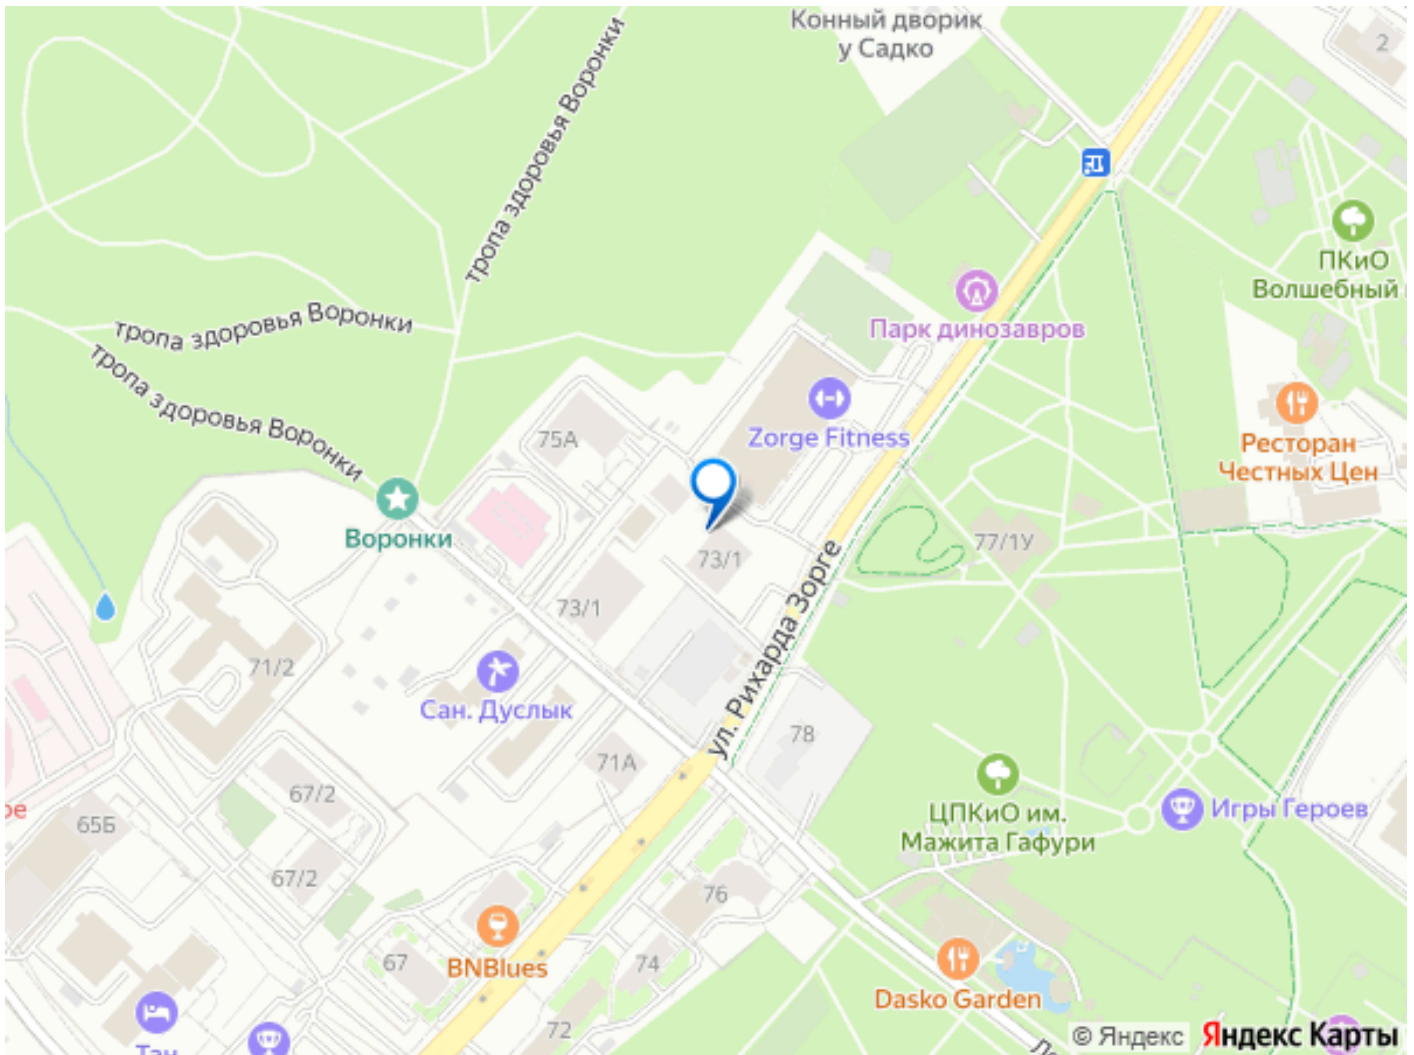 Конный дворик
у Садко
2
тропа здоровья Воронки
ПКиО
Волшебный
Парк динозавров
тропа здоровья Воронки
тропа здоровья Воронки
Zorge Fitness
75А
Ресторан
Честных Цен
Воронки
77/1У
73/1
73/1
ул. Рихарда Зорге
71/2
Сан. Дуслык
78
71А
67/2
ЦПКиО им.
Мажита Гафури
Игры Героев
65Б
67/2
76
67
BNBlues
74
Dasko Garden
72
© Яндекс
Яндекс Карты